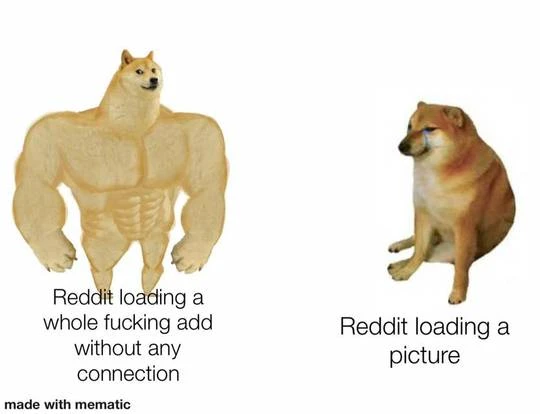 Reddit loading a
whole fucking add
without any
connection
Reddit loading a
picture
made with mematic